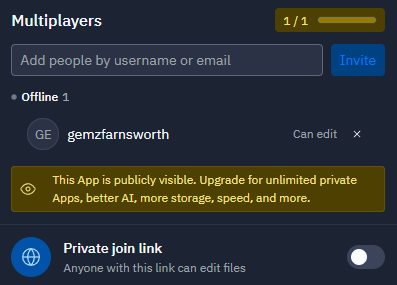 Multiplayers
1 / 1
Add people by username or email
Invite
Offline 1
GE
gemzfarnsworth
Can edit
This App is publicly visible. Upgrade for unlimited private
Apps, better AI, more storage, speed, and more.
Private join link
Anyone with this link can edit files